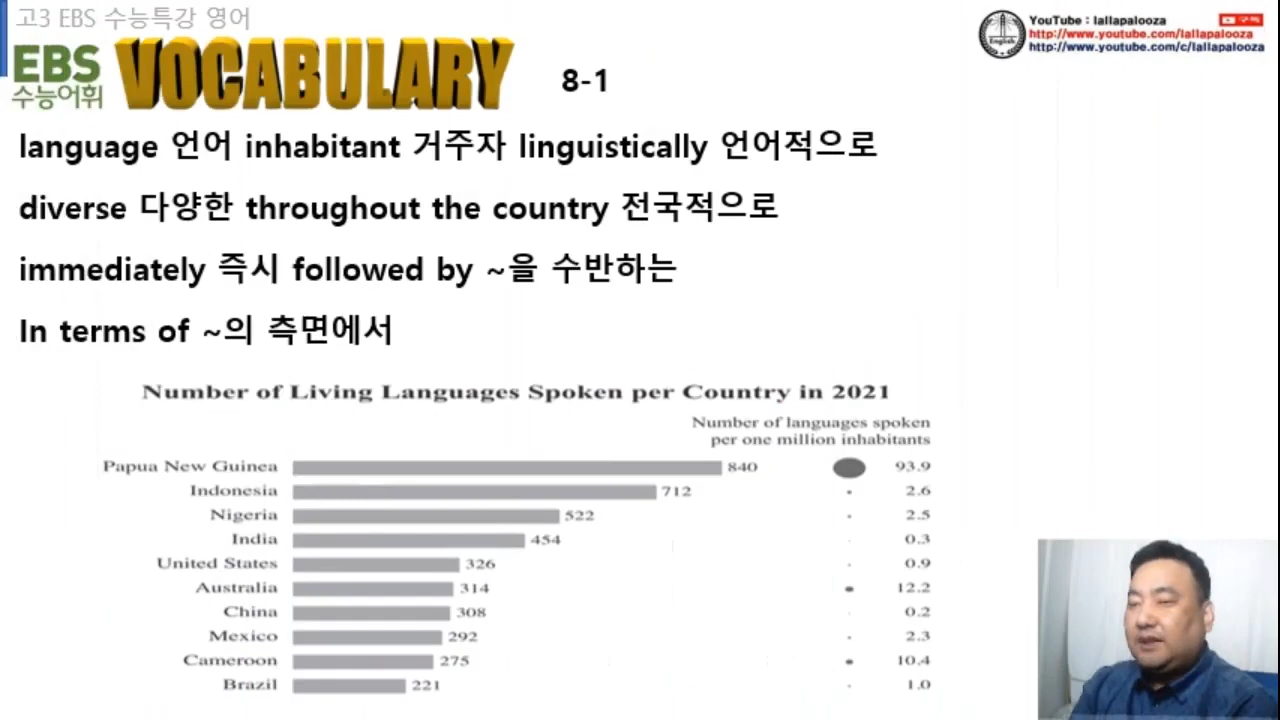 고3 EBS 수능특강 영어
YouTube : lallapalooza
구독
http://www.youtube.com/lallapalooza
http://www.youtube.com/c/lallapalooza
English
EBS
수능어휘
VOCABULARY
8-1
language 언어 inhabitant 거주자 linguistically 언어적으로
diverse 다양한 throughout the country 전국적으로
immediately 즉시 followed by ~을 수반하는
In terms of ~의 측면에서
Number of Living Languages Spoken per Country in 2021
Number of languages spoken
per one million inhabitants
Papua New Guinea 840 93.9
Indonesia 712 2.6
Nigeria 522 2.5
India 454 0.3
United States 326 0.9
Australia 314 12.2
China 308 0.2
Mexico 292 2.3
Cameroon 275 10.4
Brazil 221 1.0